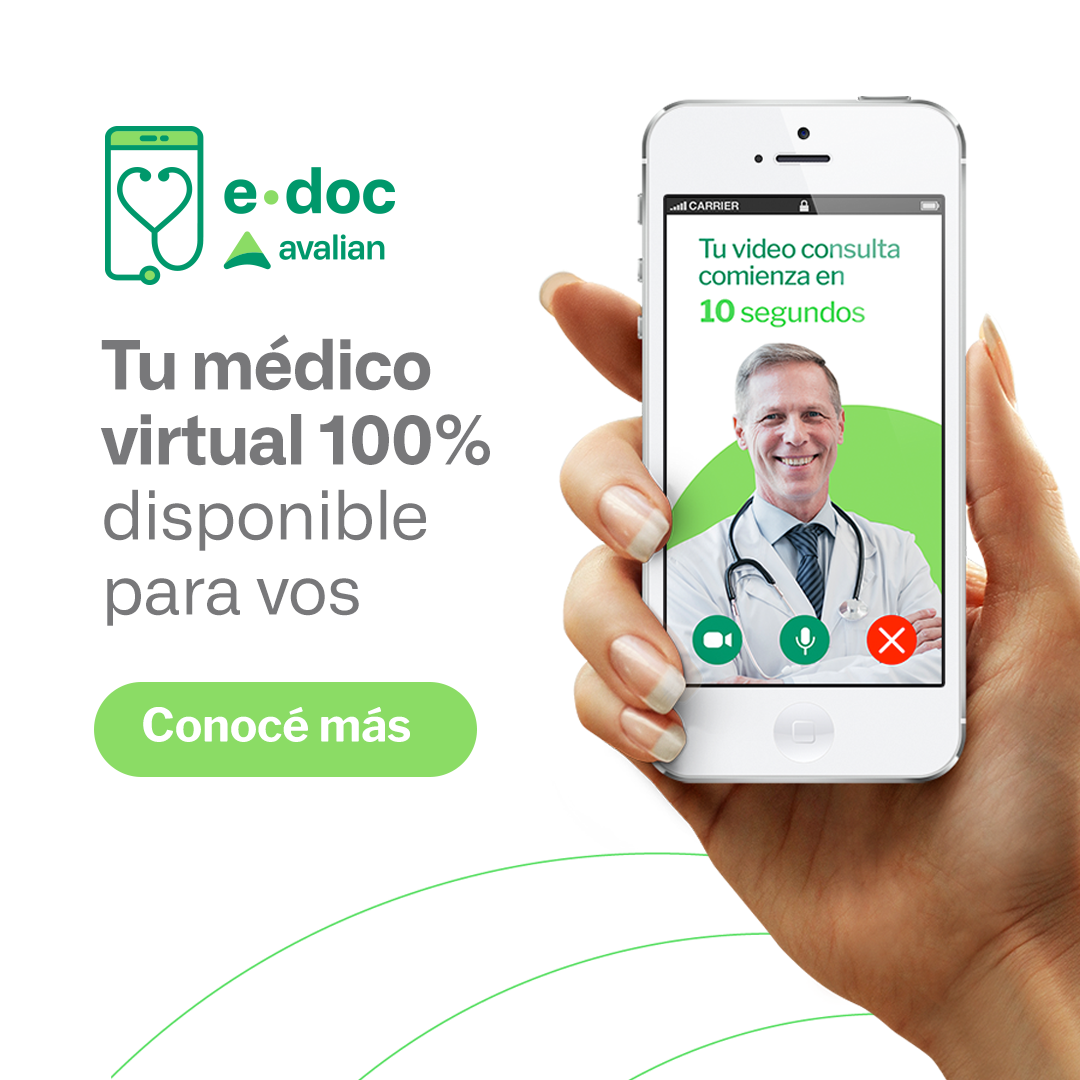 e·doc
avalian
Tu médico
virtual 100%
disponible
para vos
Conocé más
CARRIER
Tu video consulta
comienza en
10 segundos